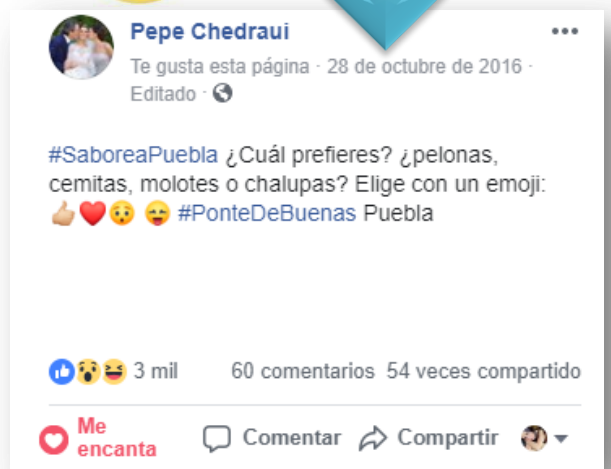 Pepe Chedraui
Te gusta esta página · 28 de octubre de 2016 ·
Editado ·
#SaboreaPuebla ¿Cuál prefieres? ¿pelonas,
cemitas, molotes o chalupas? Elige con un emoji:
👍🏼❤️😯 😝 #PonteDeBuenas Puebla
3 mil 60 comentarios 54 veces compartido
Me encanta Comentar Compartir